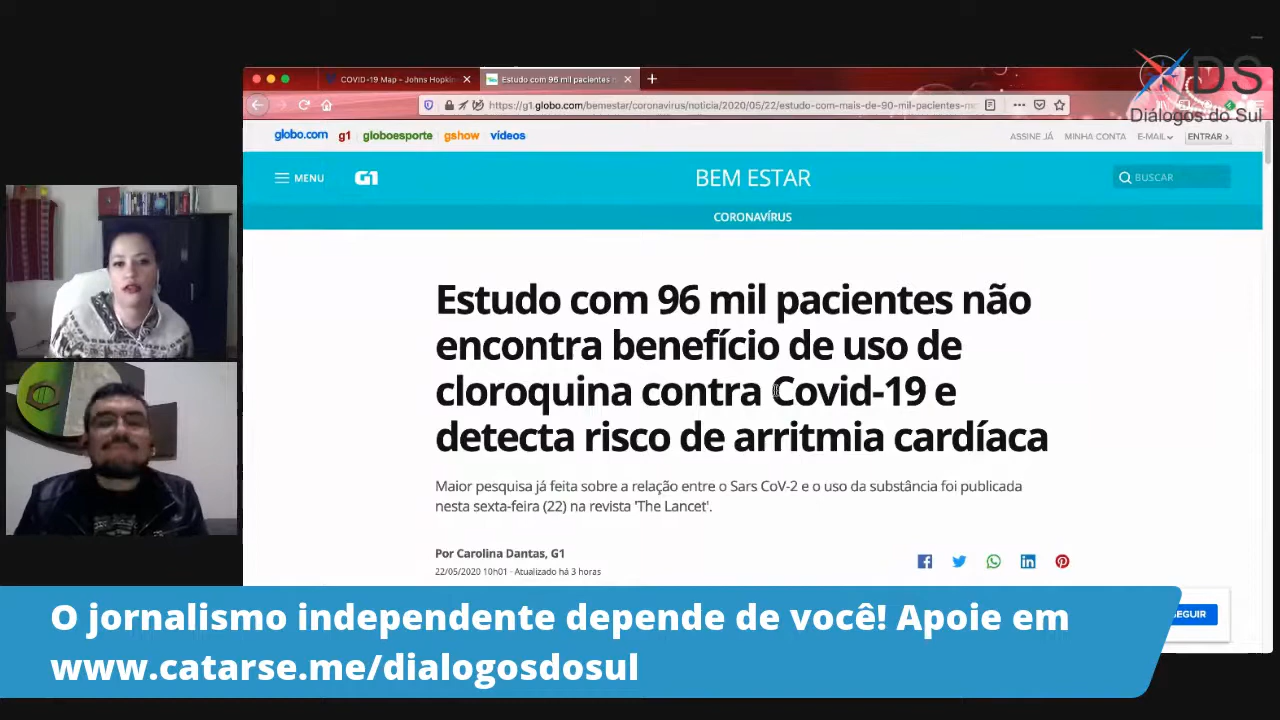 COVID-19 Map - Johns Hopkin
Estudo com 96 mil pacientes
DS
Diálogos do Sul
https://g1.globo.com/bemestar/coronavirus/noticia/2020/05/22/estudo-com-mais-de-90-mil-pacientes-m
globo.com g1 globoesporte gshow vídeos
ASSINE JÁ MINHA CONTA E-MAIL ENTRAR
MENU G1 BEM ESTAR BUSCAR
CORONAVÍRUS
Estudo com 96 mil pacientes não
encontra benefício de uso de
cloroquina contra Covid-19 e
detecta risco de arritmia cardíaca
Maior pesquisa já feita sobre a relação entre o Sars CoV-2 e o uso da substância foi publicada
nesta sexta-feira (22) na revista 'The Lancet'.
Por Carolina Dantas, G1
22/05/2020 10h01 · Atualizado há 3 horas
EGUIR
O jornalismo independente depende de você! Apoie em
www.catarse.me/dialogosdosul